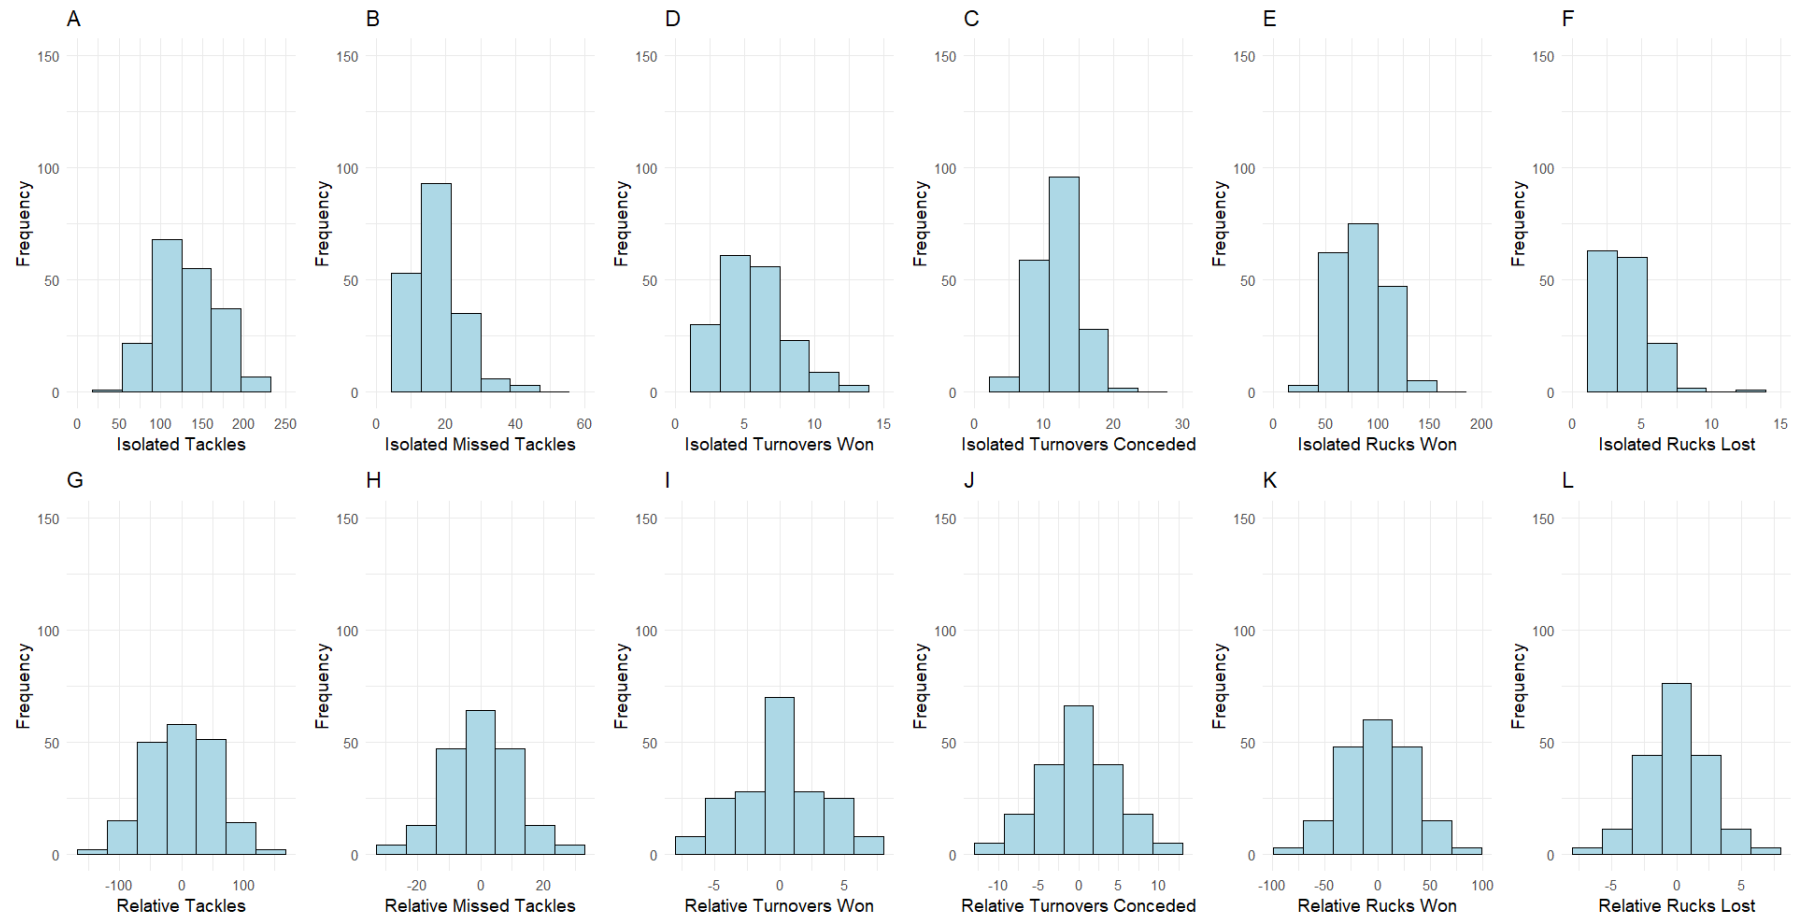 A B D C E F
150 150 150 150 150 150
100 100 100 100 100 100
Frequency Frequency Frequency Frequency Frequency Frequency
50 50 50 50 50 50
0 0 0 0 0 0
0 50 100 150 200 250 0 20 40 60 0 5 10 15 0 10 20 30 0 50 100 150 200 0 5 10 15
Isolated Tackles Isolated Missed Tackles Isolated Turnovers Won Isolated Turnovers Conceded Isolated Rucks Won Isolated Rucks Lost
G H I J K L
150 150 150 150 150 150
100 100 100 100 100 100
Frequency Frequency Frequency Frequency Frequency Frequency
50 50 50 50 50 50
0 0 0 0 0 0
-100 0 100 -20 0 20 -5 0 5 -10 -5 0 5 10 -100 -50 0 50 100 -5 0 5
Relative Tackles Relative Missed Tackles Relative Turnovers Won Relative Turnovers Conceded Relative Rucks Won Relative Rucks Lost